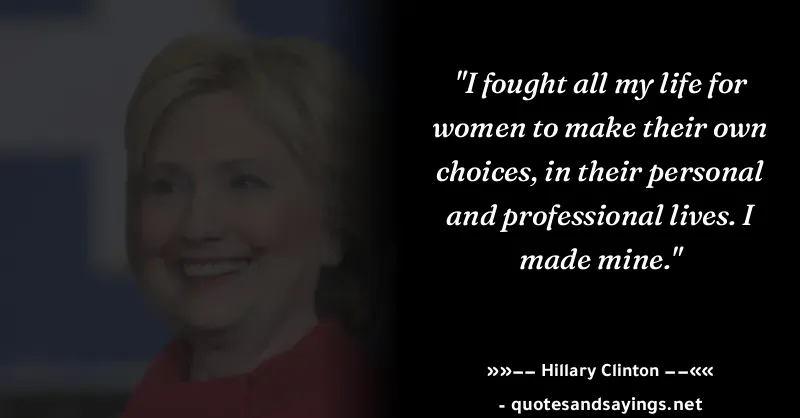 "I fought all my life for
women to make their own
choices, in their personal
and professional lives. I
made mine."
»»–– Hillary Clinton ––««
- quotesandsayings.net